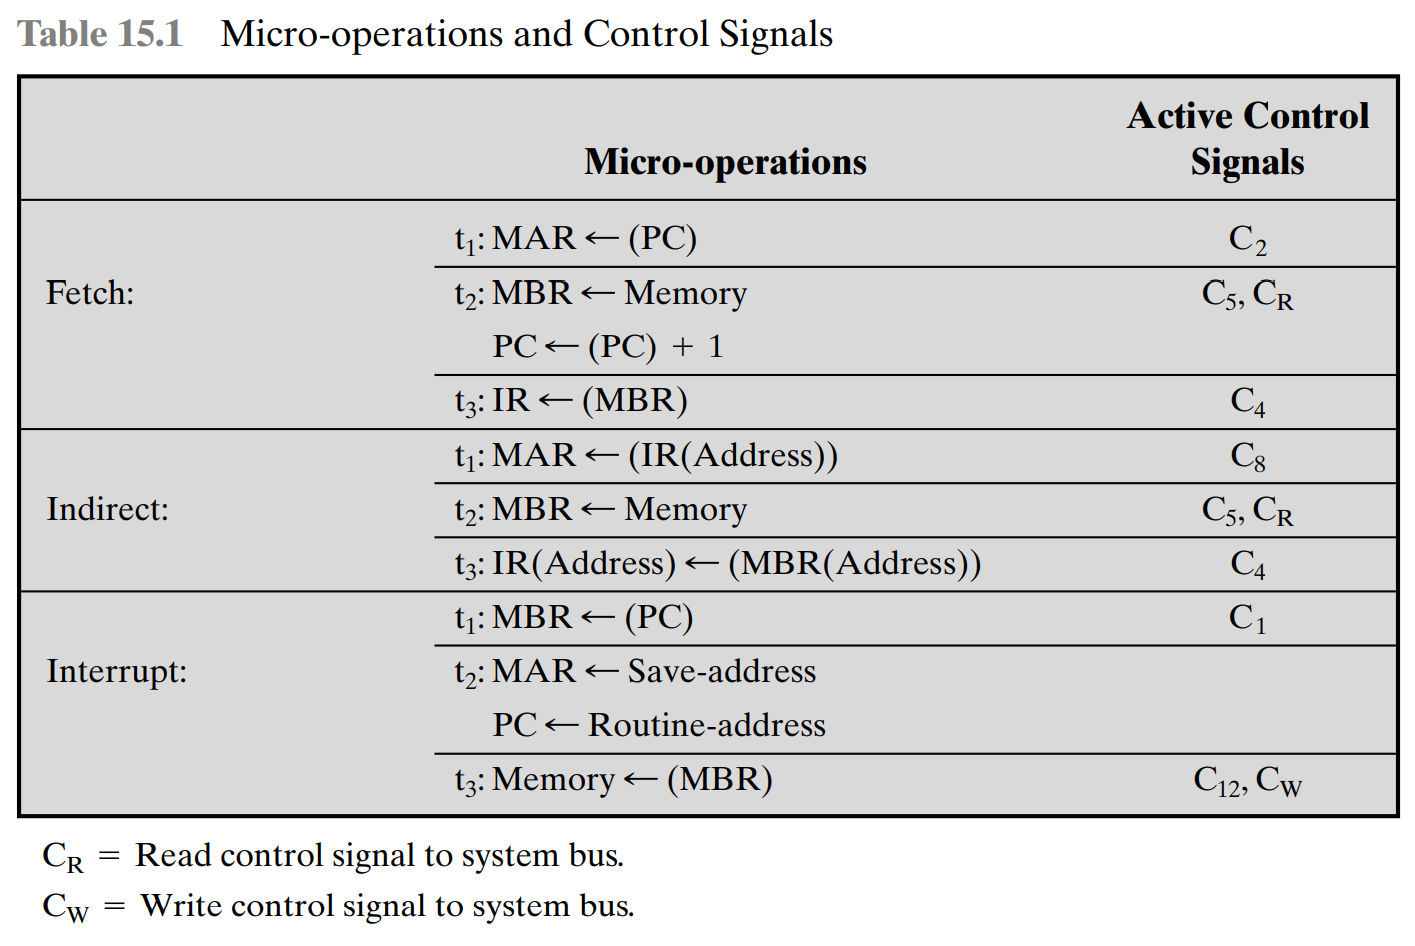 Table 15.1 Micro-operations and Control Signals
Active Control
Micro-operations Signals
t₁: MAR ← (PC) C₂
Fetch: t₂: MBR ← Memory C₅, C_R
PC ← (PC) + 1
t₃: IR ← (MBR) C₄
t₁: MAR ← (IR(Address)) C₈
Indirect: t₂: MBR ← Memory C₅, C_R
t₃: IR(Address) ← (MBR(Address)) C₄
t₁: MBR ← (PC) C₁
Interrupt: t₂: MAR ← Save-address
PC ← Routine-address
t₃: Memory ← (MBR) C₁₂, C_W
C_R = Read control signal to system bus.
C_W = Write control signal to system bus.